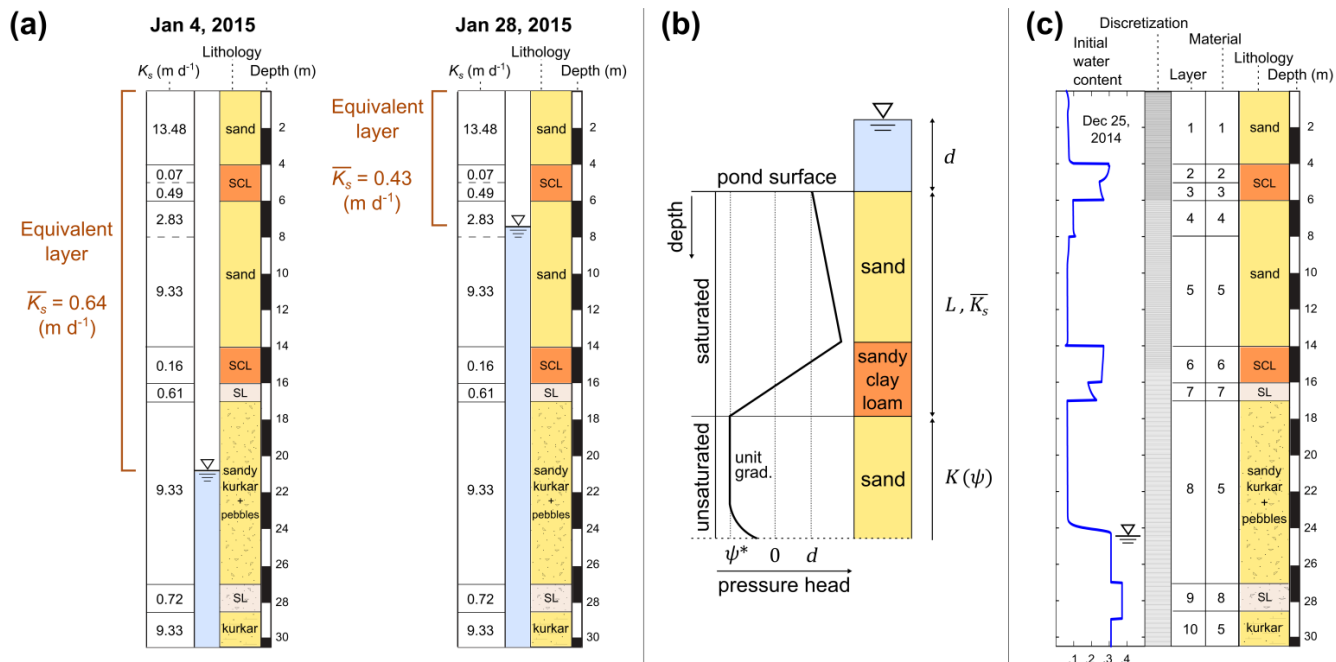 (a)
Jan 4, 2015
Jan 28, 2015
Lithology
Kₛ (m d⁻¹)
Depth (m)
Equivalent
layer
K̅ₛ = 0.64
(m d⁻¹)
13.48
0.07
0.49
2.83
9.33
0.16
0.61
9.33
0.72
9.33
sand
SCL
sand
SCL
SL
sandy
kurkar
+
pebbles
SL
kurkar
2
4
6
8
10
12
14
16
18
20
22
24
26
28
30
Lithology
Kₛ (m d⁻¹)
Depth (m)
Equivalent
layer
K̅ₛ = 0.43
(m d⁻¹)
13.48
0.07
0.49
2.83
9.33
0.16
0.61
9.33
0.72
9.33
sand
SCL
sand
SCL
SL
sandy
kurkar
+
pebbles
SL
kurkar
2
4
6
8
10
12
14
16
18
20
22
24
26
28
30
(b)
pond surface
depth
saturated
unsaturated
unit
grad.
d
sand
sandy
clay
loam
sand
L , K̅ₛ
K(ψ)
ψ* 0 d
pressure head
(c)
Discretization
Initial
water
content
Material
Layer
Lithology
Depth (m)
Dec 25,
2014
1 1
2 2
3 3
4 4
5 5
6 6
7 7
8 5
9 8
10 5
sand
SCL
sand
SCL
SL
sandy
kurkar
+
pebbles
SL
kurkar
2
4
6
8
10
12
14
16
18
20
22
24
26
28
30
.1 .2 .3 .4